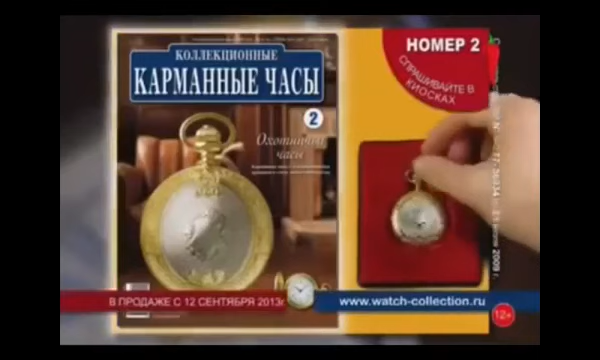 КОЛЛЕКЦИОННЫЕ
КАРМАННЫЕ ЧАСЫ
2
Охотничьи
часы
НОМЕР 2
СПРАШИВАЙТЕ В
КИОСКАХ
В ПРОДАЖЕ С 12 СЕНТЯБРЯ 2013г.
www.watch-collection.ru
12+